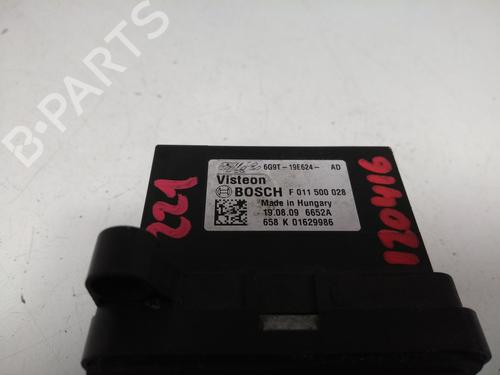 6G9T-19E624- AD
Visteon
BOSCH F 011 500 028
Made in Hungary
19.08.09 6652A
658 K 01629986
221
120416
B-PARTS